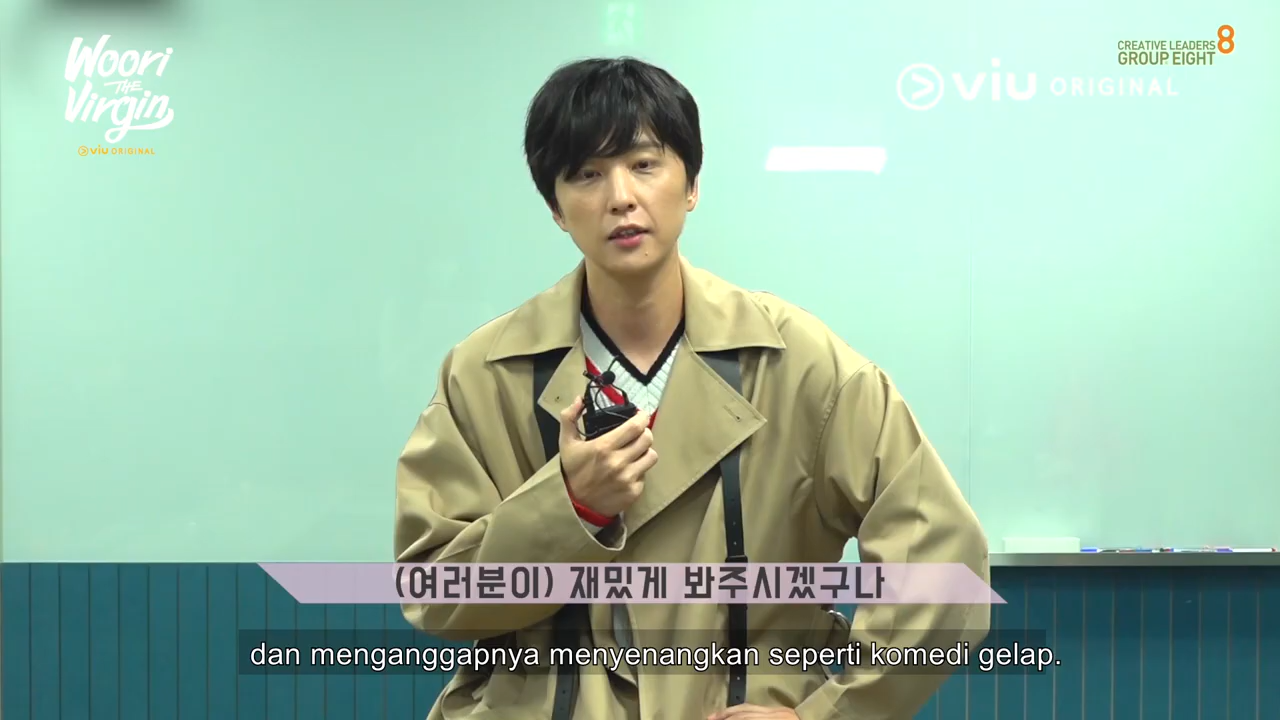 Woori
THE
Virgin
viu ORIGINAL
CREATIVE LEADERS 8
GROUP EIGHT
viu ORIGINAL
(여러분이) 재밌게 봐주시겠구나
dan menganggapnya menyenangkan seperti komedi gelap.